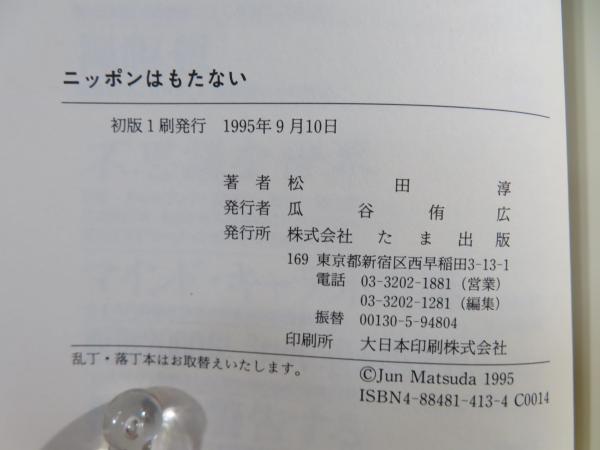 ニッポンはもたない
初版1刷発行 1995年9月10日
著者 松田淳
発行者 瓜谷侑広
発行所 株式会社たま出版
169 東京都新宿区西早稲田3-13-1
電話 03-3202-1881(営業)
03-3202-1281(編集)
振替 00130-5-94804
印刷所 大日本印刷株式会社
乱丁・落丁本はお取替えいたします。
©Jun Matsuda 1995
ISBN4-88481-413-4 C0014